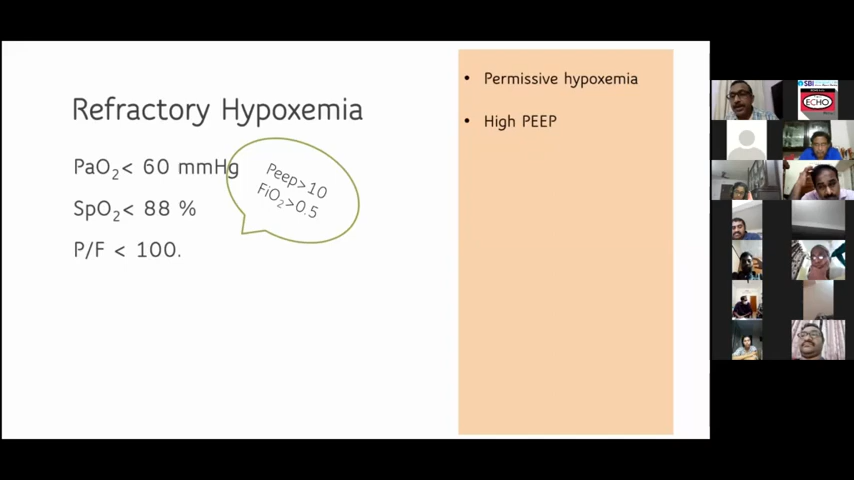 Refractory Hypoxemia
PaO₂< 60 mmHg
SpO₂< 88 %
P/F < 100.
Peep>10
FiO₂>0.5
• Permissive hypoxemia
• High PEEP
SBI
ECHO